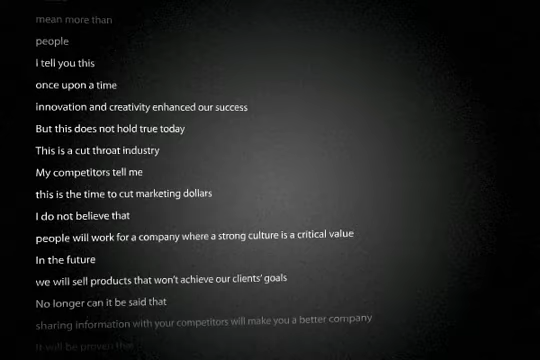 mean more than
people
I tell you this
once upon a time
innovation and creativity enhanced our success
But this does not hold true today
This is a cut throat industry
My competitors tell me
this is the time to cut marketing dollars
I do not believe that
people will work for a company where a strong culture is a critical value
In the future
we will sell products that won't achieve our clients' goals
No longer can it be said that
sharing information with your competitors will make you a better company
It will be proven that